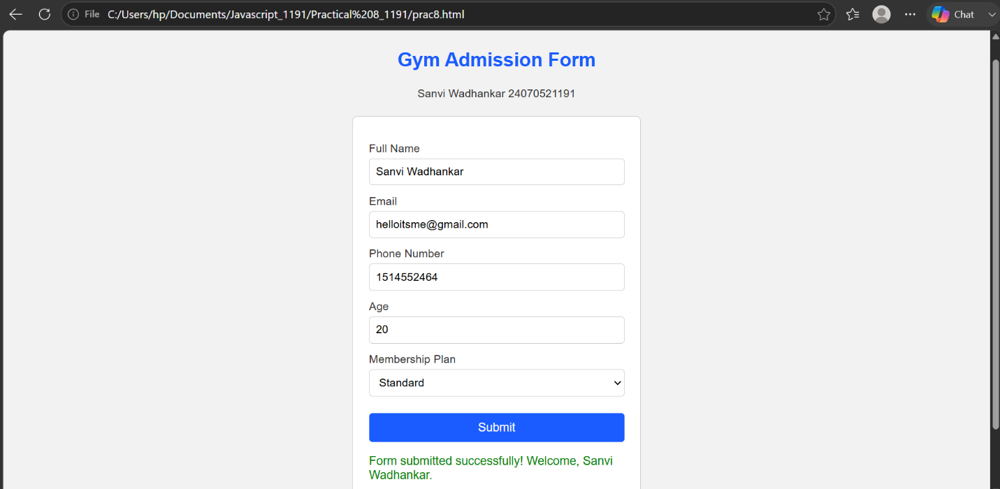 File C:/Users/hp/Documents/Javascript_1191/Practical%208_1191/prac8.html
Chat
Gym Admission Form
Sanvi Wadhankar 24070521191
Full Name
Sanvi Wadhankar
Email
helloitsme@gmail.com
Phone Number
1514552464
Age
20
Membership Plan
Standard
Submit
Form submitted successfully! Welcome, Sanvi
Wadhankar.